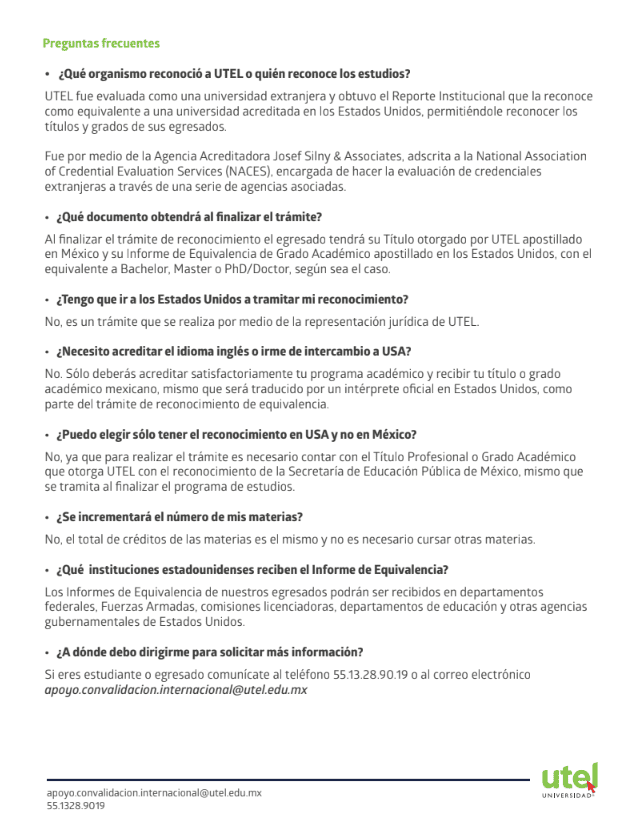 Preguntas frecuentes
• ¿Qué organismo reconoció a UTEL o quién reconoce los estudios?
UTEL fue evaluada como una universidad extranjera y obtuvo el Reporte Institucional que la reconoce
como equivalente a una universidad acreditada en los Estados Unidos, permitiéndole reconocer los
títulos y grados de sus egresados.
Fue por medio de la Agencia Acreditadora Josef Silny & Associates, adscrita a la National Association
of Credential Evaluation Services (NACES), encargada de hacer la evaluación de credenciales
extranjeras a través de una serie de agencias asociadas.
• ¿Qué documento obtendrá al finalizar el trámite?
Al finalizar el trámite de reconocimiento el egresado tendrá su Título otorgado por UTEL apostillado
en México y su Informe de Equivalencia de Grado Académico apostillado en los Estados Unidos, con el
equivalente a Bachelor, Master o PhD/Doctor, según sea el caso.
• ¿Tengo que ir a los Estados Unidos a tramitar mi reconocimiento?
No, es un trámite que se realiza por medio de la representación jurídica de UTEL.
• ¿Necesito acreditar el idioma inglés o irme de intercambio a USA?
No. Sólo deberás acreditar satisfactoriamente tu programa académico y recibir tu título o grado
académico mexicano, mismo que será traducido por un intérprete oficial en Estados Unidos, como
parte del trámite de reconocimiento de equivalencia.
• ¿Puedo elegir sólo tener el reconocimiento en USA y no en México?
No, ya que para realizar el trámite es necesario contar con el Título Profesional o Grado Académico
que otorga UTEL con el reconocimiento de la Secretaría de Educación Pública de México, mismo que
se tramita al finalizar el programa de estudios.
• ¿Se incrementará el número de mis materias?
No, el total de créditos de las materias es el mismo y no es necesario cursar otras materias.
• ¿Qué instituciones estadounidenses reciben el Informe de Equivalencia?
Los Informes de Equivalencia de nuestros egresados podrán ser recibidos en departamentos
federales, Fuerzas Armadas, comisiones licenciadoras, departamentos de educación y otras agencias
gubernamentales de Estados Unidos.
• ¿A dónde debo dirigirme para solicitar más información?
Si eres estudiante o egresado comunícate al teléfono 55.13.28.90.19 o al correo electrónico
apoyo.convalidacion.internacional@utel.edu.mx
apoyo.convalidacion.internacional@utel.edu.mx
55.1328.9019
utel
UNIVERSIDAD